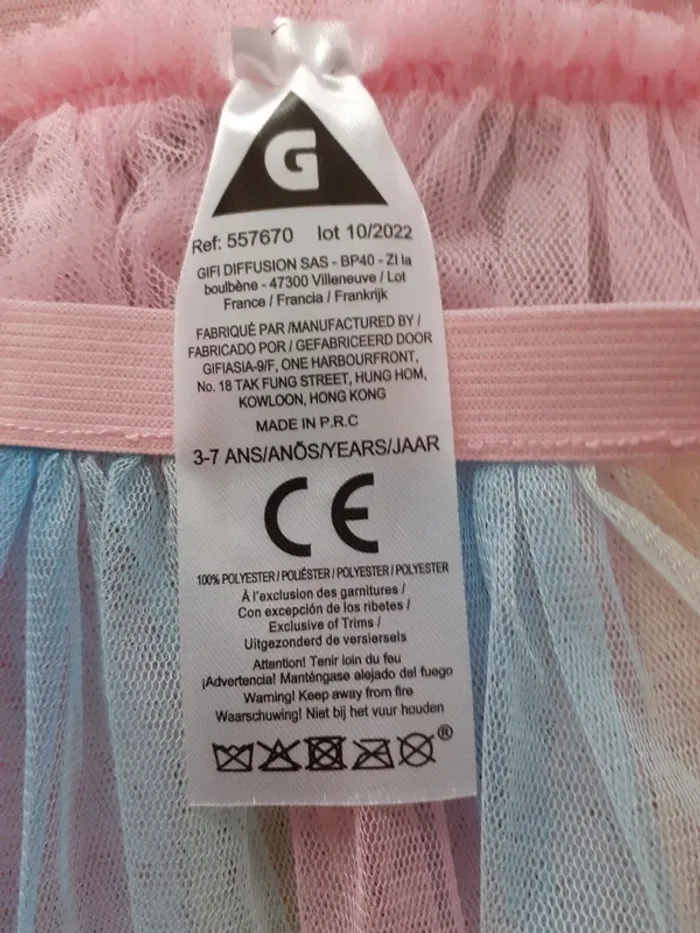 G
Ref: 557670 lot 10/2022
GIFI DIFFUSION SAS - BP40 - ZI la
boulbène - 47300 Villeneuve / Lot
France / Francia / Frankrijk
FABRIQUÉ PAR /MANUFACTURED BY /
FABRICADO POR / GEFABRICEERD DOOR
GIFIASIA-9/F, ONE HARBOURFRONT,
No. 18 TAK FUNG STREET, HUNG HOM,
KOWLOON, HONG KONG
MADE IN P.R.C
3-7 ANS/ANÕS/YEARS/JAAR
CE
100% POLYESTER / POLIÉSTER / POLYESTER / POLYESTER
À l'exclusion des garnitures /
Con excepción de los ribetes /
Exclusive of Trims /
Uitgezonderd de versiersels
Attention! Tenir loin du feu
¡Advertencia! Manténgase alejado del fuego
Warning! Keep away from fire
Waarschuwing! Niet bij het vuur houden
®